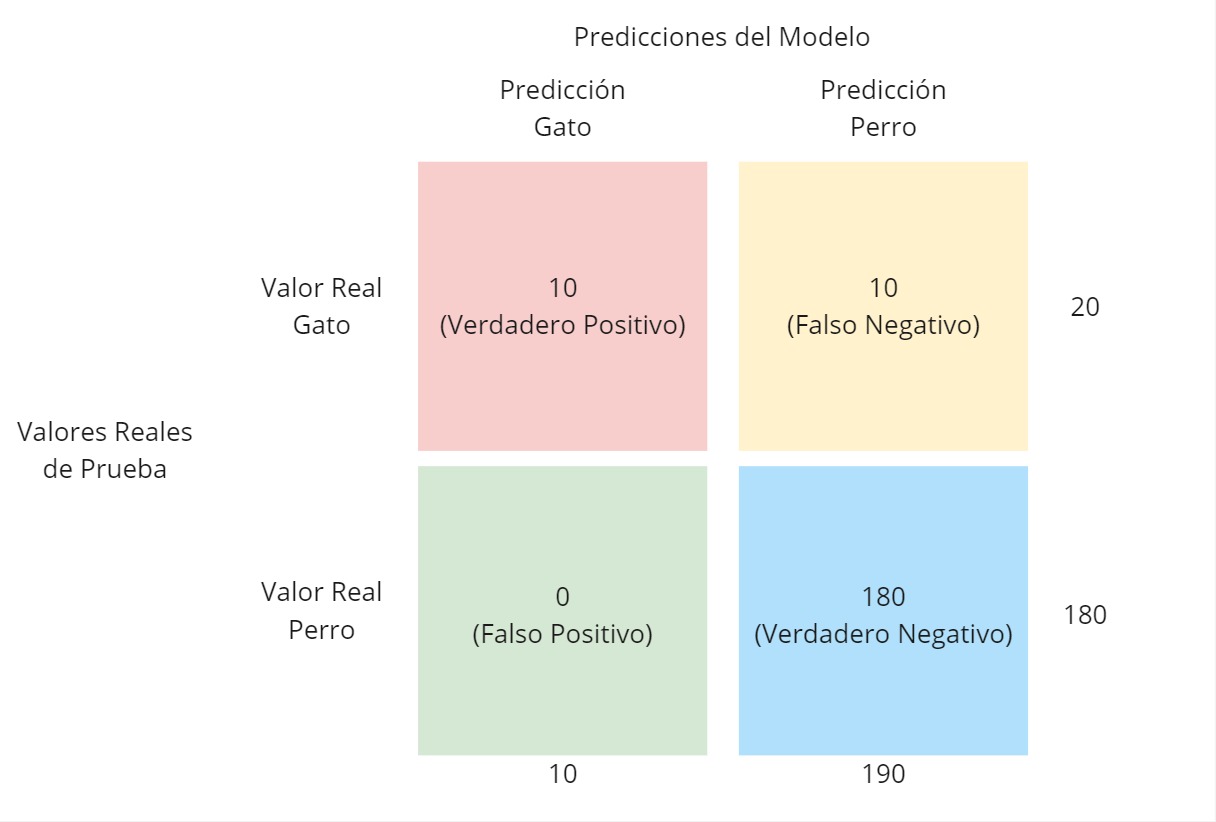 Predicciones del Modelo
Predicción
Gato
Predicción
Perro
Valor Real
Gato
10
(Verdadero Positivo)
10
(Falso Negativo)
20
Valores Reales
de Prueba
Valor Real
Perro
0
(Falso Positivo)
180
(Verdadero Negativo)
180
10
190